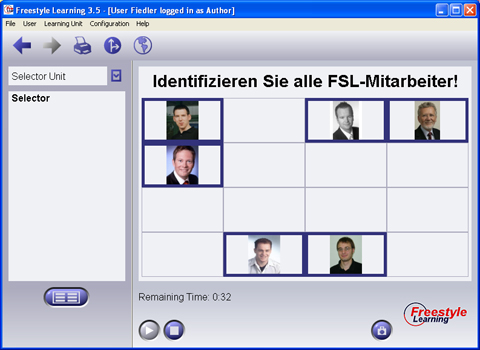 Freestyle Learning 3.5 - [User Fiedler logged in as Author]
File User Learning Unit Configuration Help
Selector Unit
Selector
Identifizieren Sie alle FSL-Mitarbeiter!
Remaining Time: 0:32
Freestyle
Learning